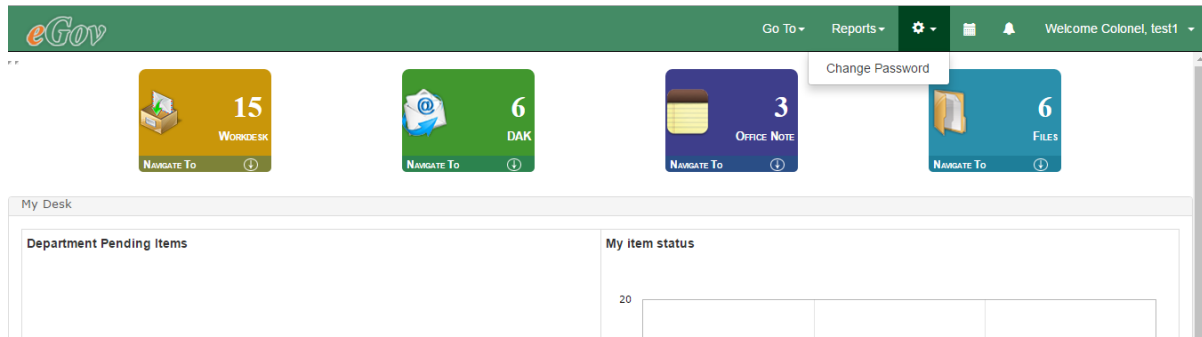 eGov
Go To Reports Welcome Colonel, test1
Change Password
15
Workdesk
Navigate To
6
DAK
Navigate To
3
Office Note
Navigate To
6
Files
Navigate To
My Desk
Department Pending Items
My item status
20